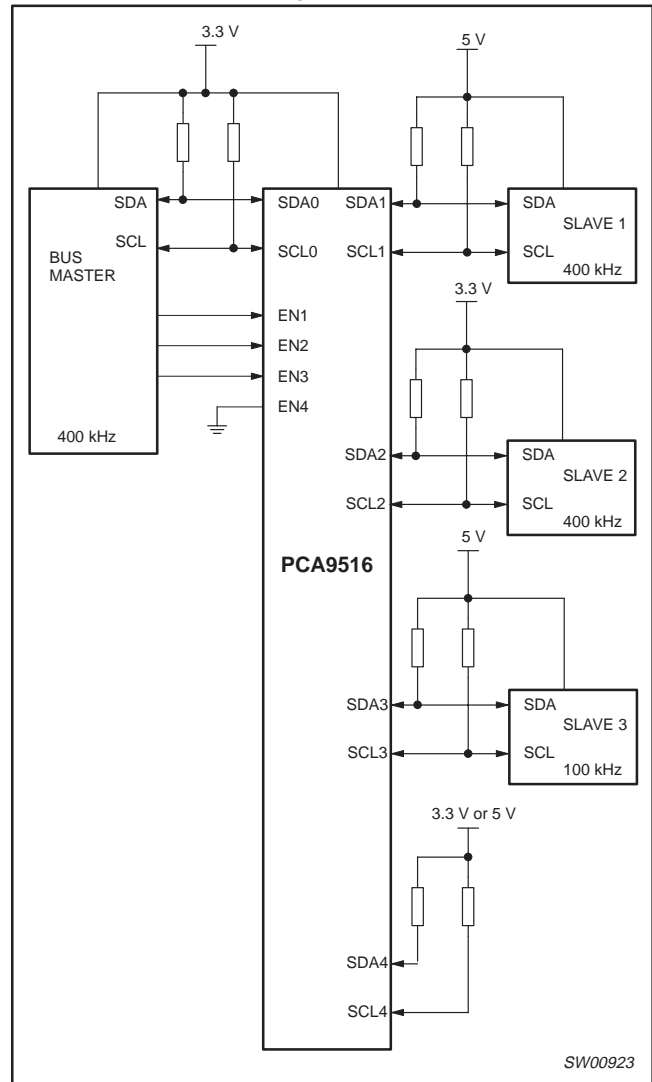 3.3 V
5 V
SDA
SCL
BUS
MASTER
400 kHz
SDA0
SCL0
EN1
EN2
EN3
EN4
PCA9516
SDA1
SCL1
SDA
SLAVE 1
SCL
400 kHz
3.3 V
SDA2
SCL2
SDA
SLAVE 2
SCL
400 kHz
5 V
SDA3
SCL3
SDA
SLAVE 3
SCL
100 kHz
3.3 V or 5 V
SDA4
SCL4
SW00923